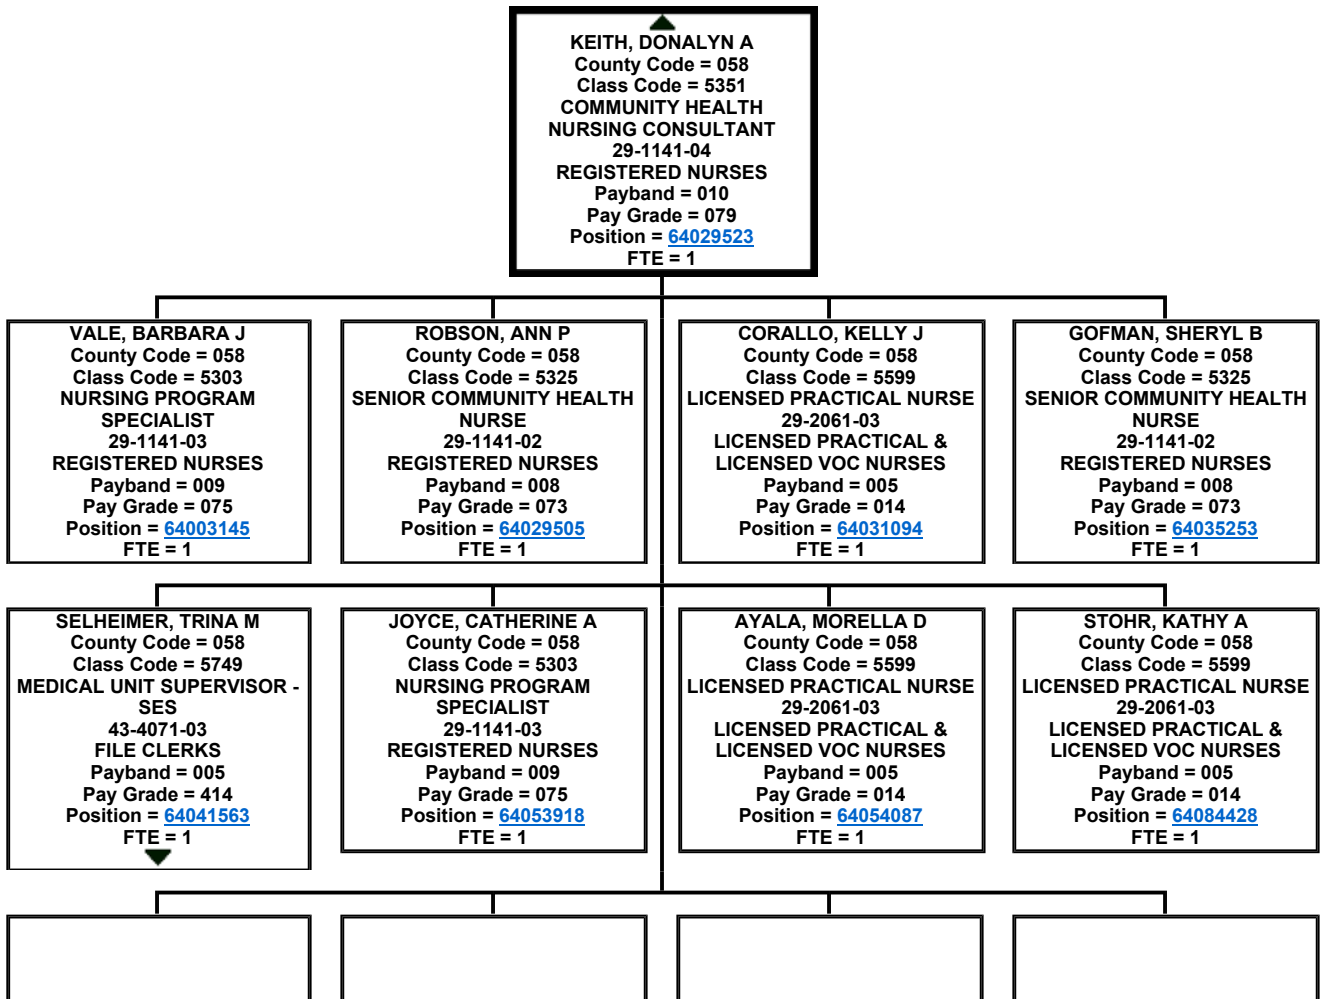 KEITH, DONALYN A
County Code = 058
Class Code = 5351
COMMUNITY HEALTH
NURSING CONSULTANT
29-1141-04
REGISTERED NURSES
Payband = 010
Pay Grade = 079
Position = 64029523
FTE = 1
VALE, BARBARA J
County Code = 058
Class Code = 5303
NURSING PROGRAM
SPECIALIST
29-1141-03
REGISTERED NURSES
Payband = 009
Pay Grade = 075
Position = 64003145
FTE = 1
ROBSON, ANN P
County Code = 058
Class Code = 5325
SENIOR COMMUNITY HEALTH
NURSE
29-1141-02
REGISTERED NURSES
Payband = 008
Pay Grade = 073
Position = 64029505
FTE = 1
CORALLO, KELLY J
County Code = 058
Class Code = 5599
LICENSED PRACTICAL NURSE
29-2061-03
LICENSED PRACTICAL &
LICENSED VOC NURSES
Payband = 005
Pay Grade = 014
Position = 64031094
FTE = 1
GOFMAN, SHERYL B
County Code = 058
Class Code = 5325
SENIOR COMMUNITY HEALTH
NURSE
29-1141-02
REGISTERED NURSES
Payband = 008
Pay Grade = 073
Position = 64035253
FTE = 1
SELHEIMER, TRINA M
County Code = 058
Class Code = 5749
MEDICAL UNIT SUPERVISOR -
SES
43-4071-03
FILE CLERKS
Payband = 005
Pay Grade = 414
Position = 64041563
FTE = 1
JOYCE, CATHERINE A
County Code = 058
Class Code = 5303
NURSING PROGRAM
SPECIALIST
29-1141-03
REGISTERED NURSES
Payband = 009
Pay Grade = 075
Position = 64053918
FTE = 1
AYALA, MORELLA D
County Code = 058
Class Code = 5599
LICENSED PRACTICAL NURSE
29-2061-03
LICENSED PRACTICAL &
LICENSED VOC NURSES
Payband = 005
Pay Grade = 014
Position = 64054087
FTE = 1
STOHR, KATHY A
County Code = 058
Class Code = 5599
LICENSED PRACTICAL NURSE
29-2061-03
LICENSED PRACTICAL &
LICENSED VOC NURSES
Payband = 005
Pay Grade = 014
Position = 64084428
FTE = 1